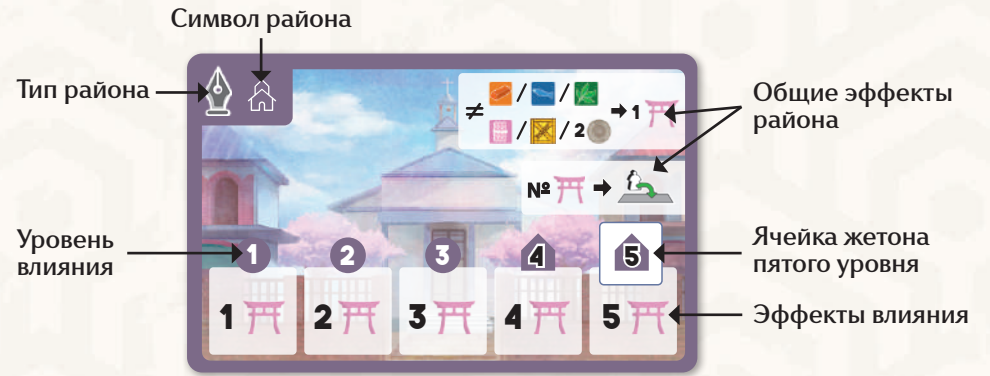 Символ района
Тип района
Общие эффекты
района
≠ / /
/ / 2 → 1
№ →
Уровень
влияния
1 2 3 4 5
Ячейка жетона
пятого уровня
1 2 3 4 5
Эффекты влияния